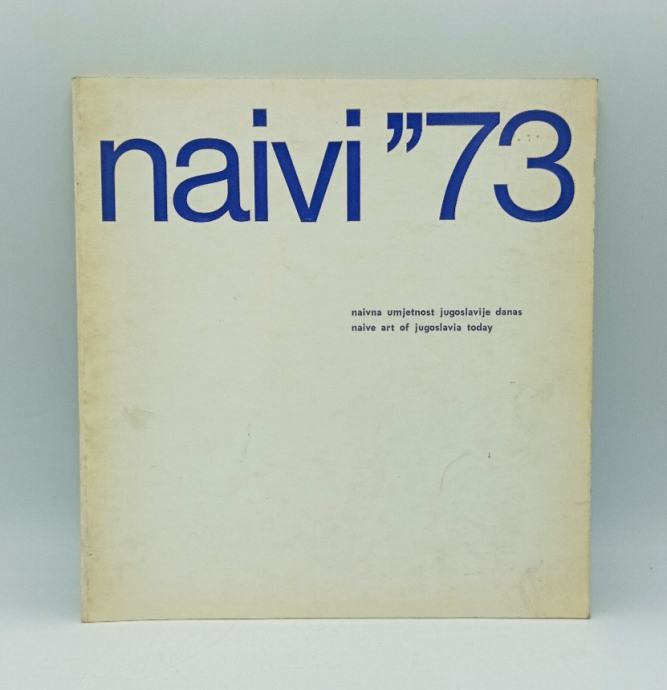 naivi ”73
naivna umjetnost jugoslavije danas
naive art of jugoslavia today